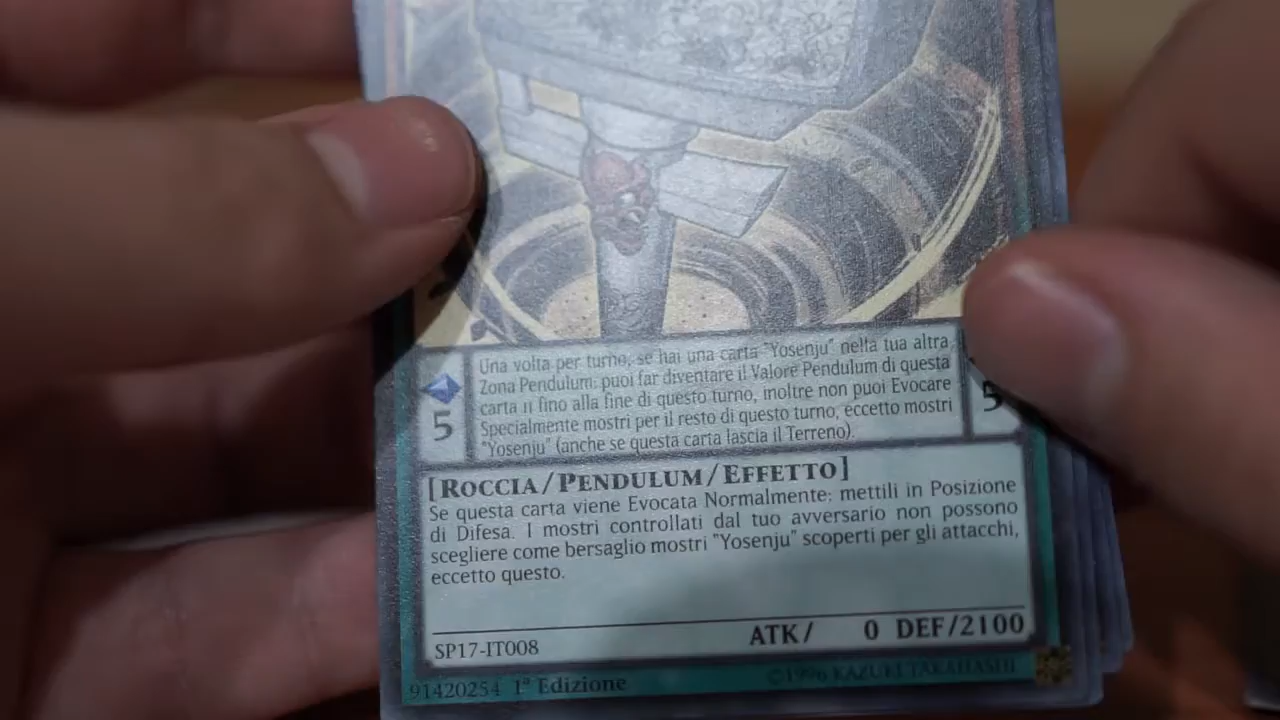 Una volta per turno, se hai una carta "Yosenju" nella tua altra
Zona Pendulum: puoi far diventare il Valore Pendulum di questa
carta 11 fino alla fine di questo turno, inoltre non puoi Evocare
Specialmente mostri per il resto di questo turno, eccetto mostri
"Yosenju" (anche se questa carta lascia il Terreno).
5
5
[ROCCIA/PENDULUM/EFFETTO]
Se questa carta viene Evocata Normalmente: mettili in Posizione
di Difesa. I mostri controllati dal tuo avversario non possono
scegliere come bersaglio mostri "Yosenju" scoperti per gli attacchi,
eccetto questo.
ATK/ 0 DEF/2100
SP17-IT008
91420254 1ª Edizione
©1996 KAZUKI TAKAHASHI